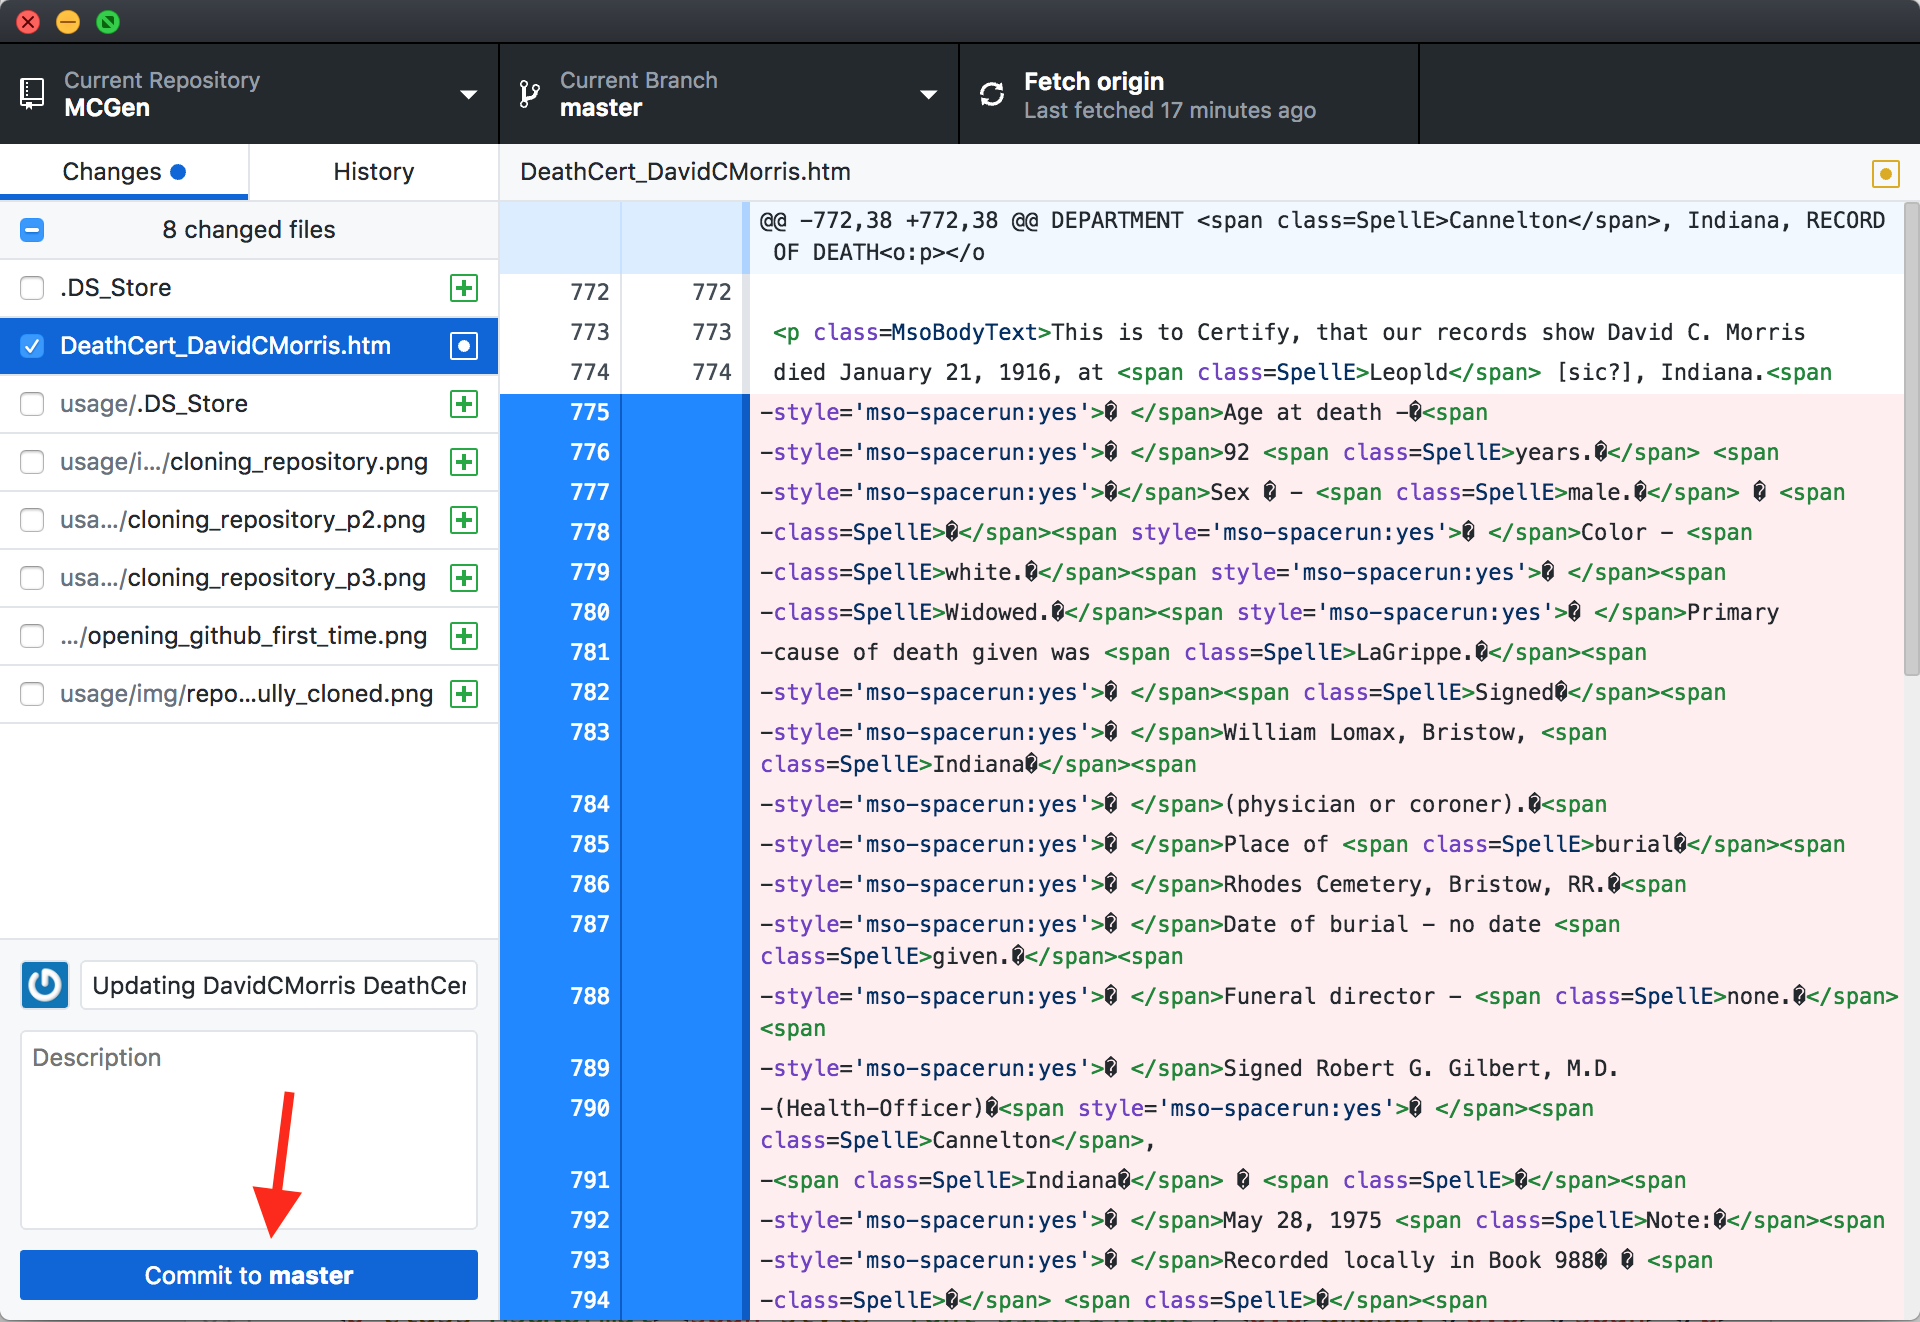 Current Repository
MCGen
Current Branch
master
Fetch origin
Last fetched 17 minutes ago
Changes
History
DeathCert_DavidCMorris.htm
8 changed files
.DS_Store
DeathCert_DavidCMorris.htm
usage/.DS_Store
usage/i.../cloning_repository.png
usa.../cloning_repository_p2.png
usa.../cloning_repository_p3.png
.../opening_github_first_time.png
usage/img/repo...ully_cloned.png
Updating DavidCMorris DeathCer
Description
Commit to master
@@ -772,38 +772,38 @@ DEPARTMENT <span class=SpellE>Cannelton</span>, Indiana, RECORD
OF DEATH<o:p></o
772 772
773 773 <p class=MsoBodyText>This is to Certify, that our records show David C. Morris
774 774 died January 21, 1916, at <span class=SpellE>Leopld</span> [sic?], Indiana.<span
775 -style='mso-spacerun:yes'>� </span>Age at death -�<span
776 -style='mso-spacerun:yes'>� </span>92 <span class=SpellE>years.�</span> <span
777 -style='mso-spacerun:yes'>�</span>Sex � - <span class=SpellE>male.�</span> � <span
778 -class=SpellE>�</span><span style='mso-spacerun:yes'>� </span>Color - <span
779 -class=SpellE>white.�</span><span style='mso-spacerun:yes'>� </span><span
780 -class=SpellE>Widowed.�</span><span style='mso-spacerun:yes'>� </span>Primary
781 -cause of death given was <span class=SpellE>LaGrippe.�</span><span
782 -style='mso-spacerun:yes'>� </span><span class=SpellE>Signed�</span><span
783 -style='mso-spacerun:yes'>� </span>William Lomax, Bristow, <span
class=SpellE>Indiana�</span><span
784 -style='mso-spacerun:yes'>� </span>(physician or coroner).�<span
785 -style='mso-spacerun:yes'>� </span>Place of <span class=SpellE>burial�</span><span
786 -style='mso-spacerun:yes'>� </span>Rhodes Cemetery, Bristow, RR.�<span
787 -style='mso-spacerun:yes'>� </span>Date of burial - no date <span
class=SpellE>given.�</span><span
788 -style='mso-spacerun:yes'>� </span>Funeral director - <span class=SpellE>none.�</span>
<span
789 -style='mso-spacerun:yes'>� </span>Signed Robert G. Gilbert, M.D.
790 -(Health-Officer)�<span style='mso-spacerun:yes'>� </span><span
class=SpellE>Cannelton</span>,
791 -<span class=SpellE>Indiana�</span> � <span class=SpellE>�</span><span
792 -style='mso-spacerun:yes'>� </span>May 28, 1975 <span class=SpellE>Note:�</span><span
793 -style='mso-spacerun:yes'>� </span>Recorded locally in Book 988� � <span
794 -class=SpellE>�</span> <span class=SpellE>�</span><span